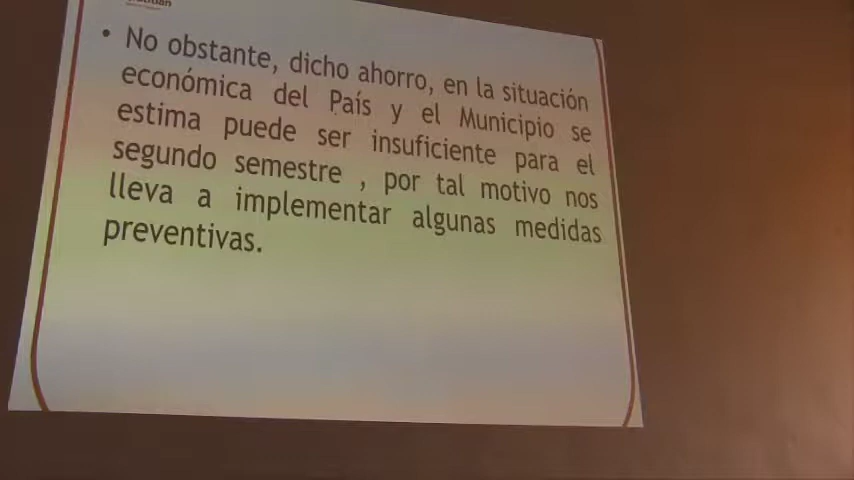 • No obstante, dicho ahorro, en la situación
económica del País y el Municipio se
estima puede ser insuficiente para el
segundo semestre , por tal motivo nos
lleva a implementar algunas medidas
preventivas.